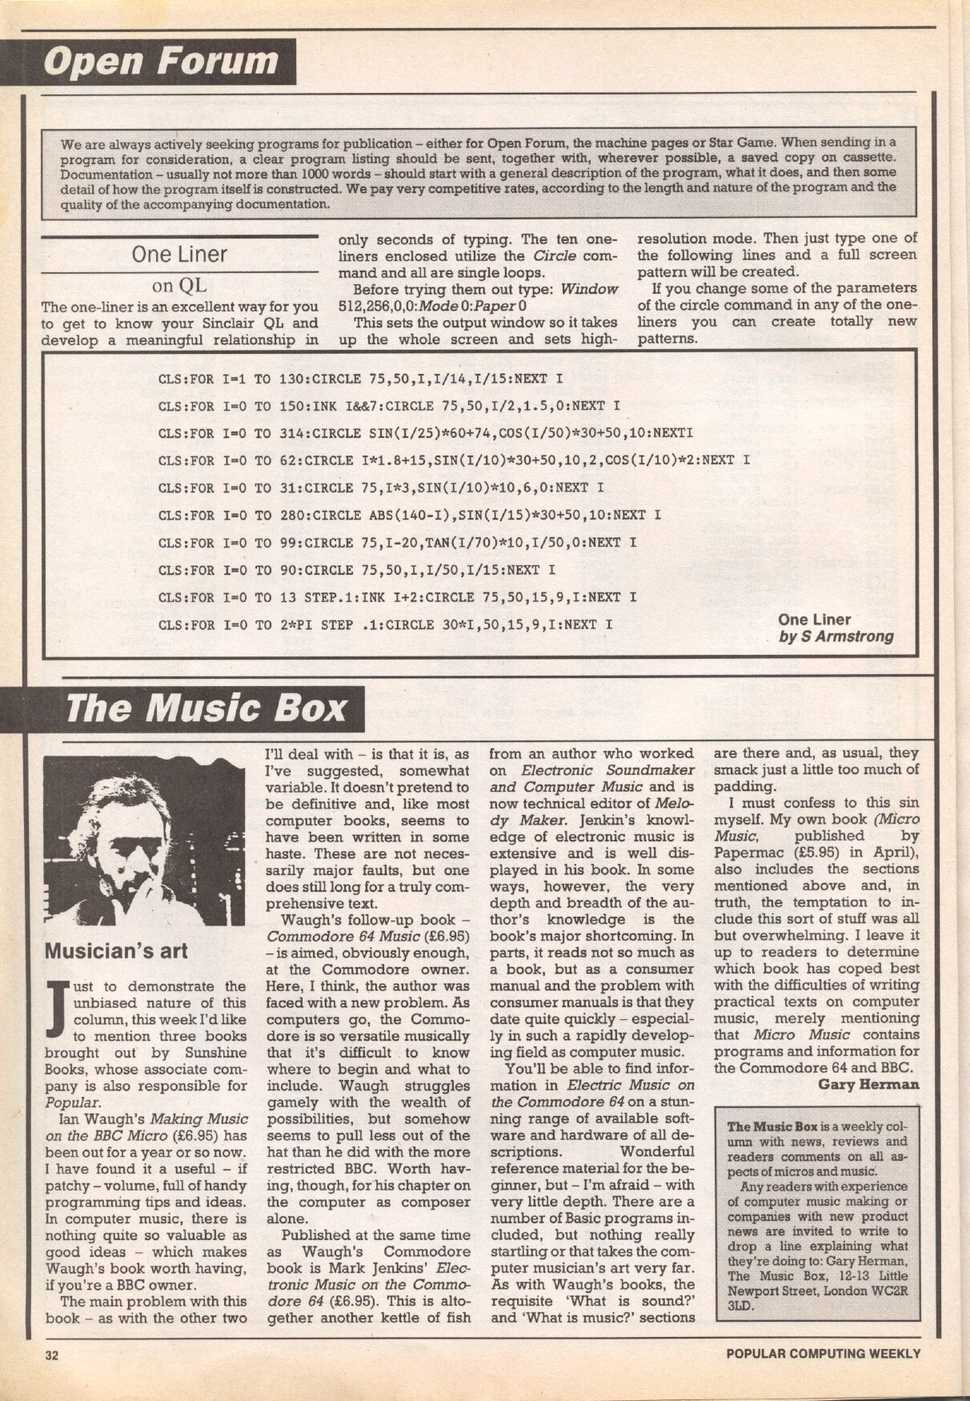 Open Forum
We are always actively seeking programs for publication – either for Open Forum, the machine pages or Star Game. When sending in a
program for consideration, a clear program listing should be sent, together with, wherever possible, a saved copy on cassette.
Documentation – usually not more than 1000 words – should start with a general description of the program, what it does, and then some
detail of how the program itself is constructed. We pay very competitive rates, according to the length and nature of the program and the
quality of the accompanying documentation.
One Liner
on QL
The one-liner is an excellent way for you
to get to know your Sinclair QL and
develop a meaningful relationship in
only seconds of typing. The ten one-
liners enclosed utilize the Circle com-
mand and all are single loops.
Before trying them out type: Window
512,256,0,0:Mode 0:Paper 0
This sets the output window so it takes
up the whole screen and sets high-
resolution mode. Then just type one of
the following lines and a full screen
pattern will be created.
If you change some of the parameters
of the circle command in any of the one-
liners you can create totally new
patterns.
CLS:FOR I=1 TO 130:CIRCLE 75,50,I,I/14,I/15:NEXT I
CLS:FOR I=0 TO 150:INK I&&7:CIRCLE 75,50,I/2,1.5,0:NEXT I
CLS:FOR I=0 TO 314:CIRCLE SIN(I/25)*60+74,COS(I/50)*30+50,10:NEXTI
CLS:FOR I=0 TO 62:CIRCLE I*1.8+15,SIN(I/10)*30+50,10,2,COS(I/10)*2:NEXT I
CLS:FOR I=0 TO 31:CIRCLE 75,I*3,SIN(I/10)*10,6,0:NEXT I
CLS:FOR I=0 TO 280:CIRCLE ABS(140-I),SIN(I/15)*30+50,10:NEXT I
CLS:FOR I=0 TO 99:CIRCLE 75,I-20,TAN(I/70)*10,I/50,0:NEXT I
CLS:FOR I=0 TO 90:CIRCLE 75,50,I,I/50,I/15:NEXT I
CLS:FOR I=0 TO 13 STEP.1:INK I+2:CIRCLE 75,50,15,9,I:NEXT I
CLS:FOR I=0 TO 2*PI STEP .1:CIRCLE 30*I,50,15,9,I:NEXT I
One Liner
by S Armstrong
The Music Box
Musician's art
Just to demonstrate the
unbiased nature of this
column, this week I'd like
to mention three books
brought out by Sunshine
Books, whose associate com-
pany is also responsible for
Popular.
Ian Waugh's Making Music
on the BBC Micro (£6.95) has
been out for a year or so now.
I have found it a useful – if
patchy – volume, full of handy
programming tips and ideas.
In computer music, there is
nothing quite so valuable as
good ideas – which makes
Waugh's book worth having,
if you're a BBC owner.
The main problem with this
book – as with the other two
I'll deal with – is that it is, as
I've suggested, somewhat
variable. It doesn't pretend to
be definitive and, like most
computer books, seems to
have been written in some
haste. These are not neces-
sarily major faults, but one
does still long for a truly com-
prehensive text.
Waugh's follow-up book –
Commodore 64 Music (£6.95)
– is aimed, obviously enough,
at the Commodore owner.
Here, I think, the author was
faced with a new problem. As
computers go, the Commo-
dore is so versatile musically
that it's difficult to know
where to begin and what to
include. Waugh struggles
gamely with the wealth of
possibilities, but somehow
seems to pull less out of the
hat than he did with the more
restricted BBC. Worth hav-
ing, though, for his chapter on
the computer as composer
alone.
Published at the same time
as Waugh's Commodore
book is Mark Jenkins' Elec-
tronic Music on the Commo-
dore 64 (£6.95). This is alto-
gether another kettle of fish
from an author who worked
on Electronic Soundmaker
and Computer Music and is
now technical editor of Melo-
dy Maker. Jenkin's knowl-
edge of electronic music is
extensive and is well dis-
played in his book. In some
ways, however, the very
depth and breadth of the au-
thor's knowledge is the
book's major shortcoming. In
parts, it reads not so much as
a book, but as a consumer
manual and the problem with
consumer manuals is that they
date quite quickly – especial-
ly in such a rapidly develop-
ing field as computer music.
You'll be able to find infor-
mation in Electric Music on
the Commodore 64 on a stun-
ning range of available soft-
ware and hardware of all de-
scriptions. Wonderful
reference material for the be-
ginner, but – I'm afraid – with
very little depth. There are a
number of Basic programs in-
cluded, but nothing really
startling or that takes the com-
puter musician's art very far.
As with Waugh's books, the
requisite 'What is sound?'
and 'What is music?' sections
are there and, as usual, they
smack just a little too much of
padding.
I must confess to this sin
myself. My own book (Micro
Music, published by
Papermac (£5.95) in April),
also includes the sections
mentioned above and, in
truth, the temptation to in-
clude this sort of stuff was all
but overwhelming. I leave it
up to readers to determine
which book has coped best
with the difficulties of writing
practical texts on computer
music, merely mentioning
that Micro Music contains
programs and information for
the Commodore 64 and BBC.
Gary Herman
The Music Box is a weekly col-
umn with news, reviews and
readers comments on all as-
pects of micros and music.
Any readers with experience
of computer music making or
companies with new product
news are invited to write to
drop a line explaining what
they're doing to: Gary Herman,
The Music Box, 12-13 Little
Newport Street, London WC2R
3LD.
32
POPULAR COMPUTING WEEKLY